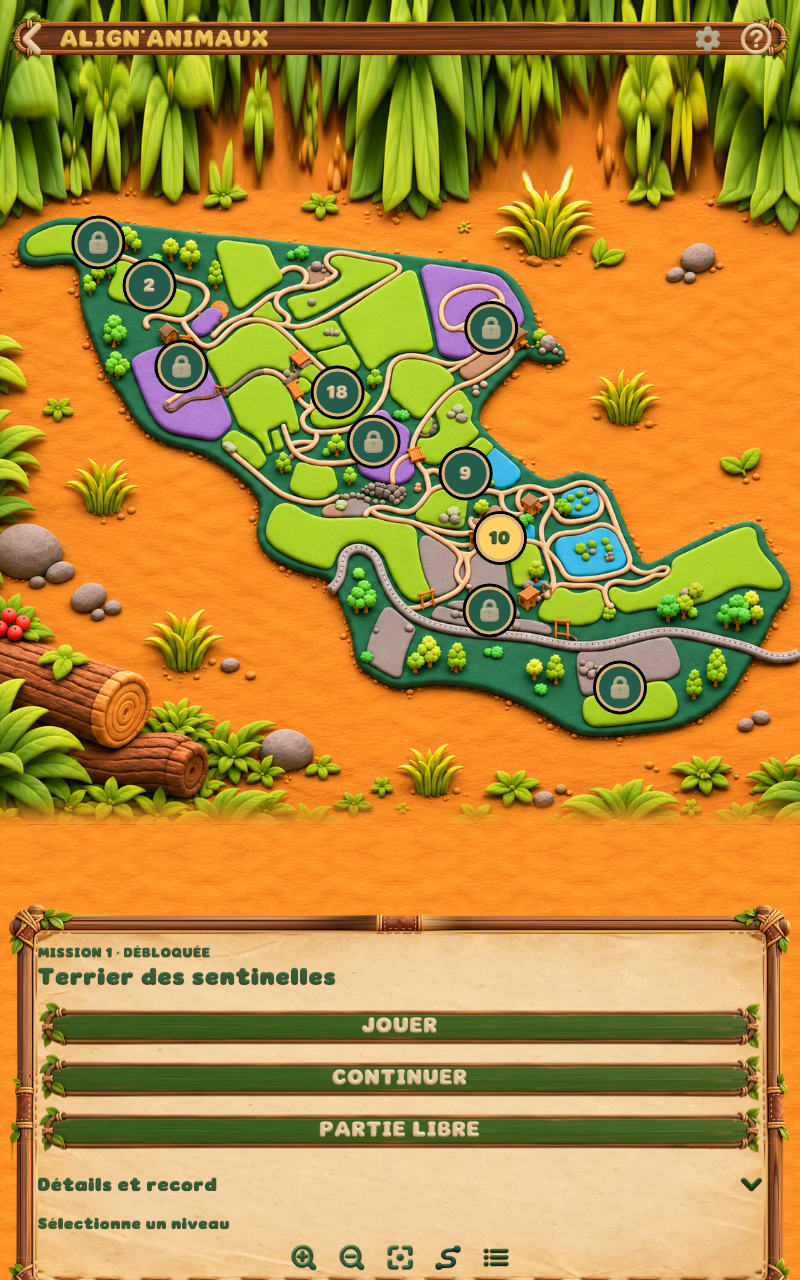 ALIGN'ANIMAUX
?
2
18
9
10
MISSION 1 · DÉBLOQUÉE
Terrier des sentinelles
JOUER
CONTINUER
PARTIE LIBRE
Détails et record
Sélectionne un niveau